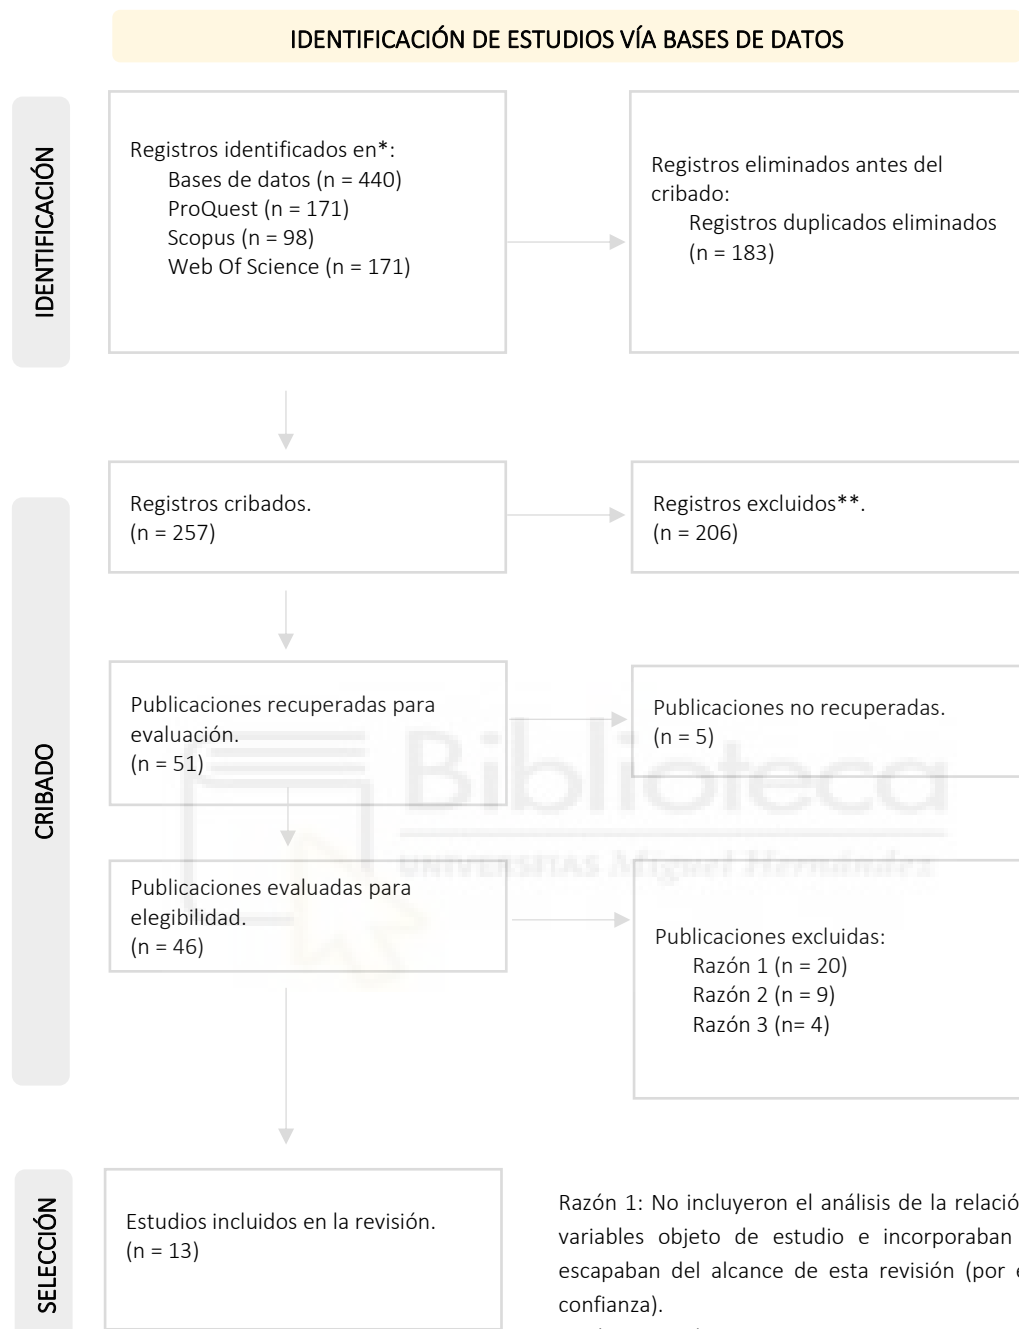 IDENTIFICACIÓN DE ESTUDIOS VÍA BASES DE DATOS
IDENTIFICACIÓN
Registros identificados en*:
Bases de datos (n = 440)
ProQuest (n = 171)
Scopus (n = 98)
Web Of Science (n = 171)
Registros eliminados antes del
cribado:
Registros duplicados eliminados
(n = 183)
CRIBADO
Registros cribados.
(n = 257)
Registros excluidos**.
(n = 206)
Publicaciones recuperadas para
evaluación.
(n = 51)
Publicaciones no recuperadas.
(n = 5)
Biblioteca
UNIVERSITAS Miguel Hernández
Publicaciones evaluadas para
elegibilidad.
(n = 46)
Publicaciones excluidas:
Razón 1 (n = 20)
Razón 2 (n = 9)
Razón 3 (n= 4)
SELECCIÓN
Estudios incluidos en la revisión.
(n = 13)
Razón 1: No incluyeron el análisis de la
variables objeto de estudio e incorporaban
escapaban del alcance de esta revisión (por
confianza).